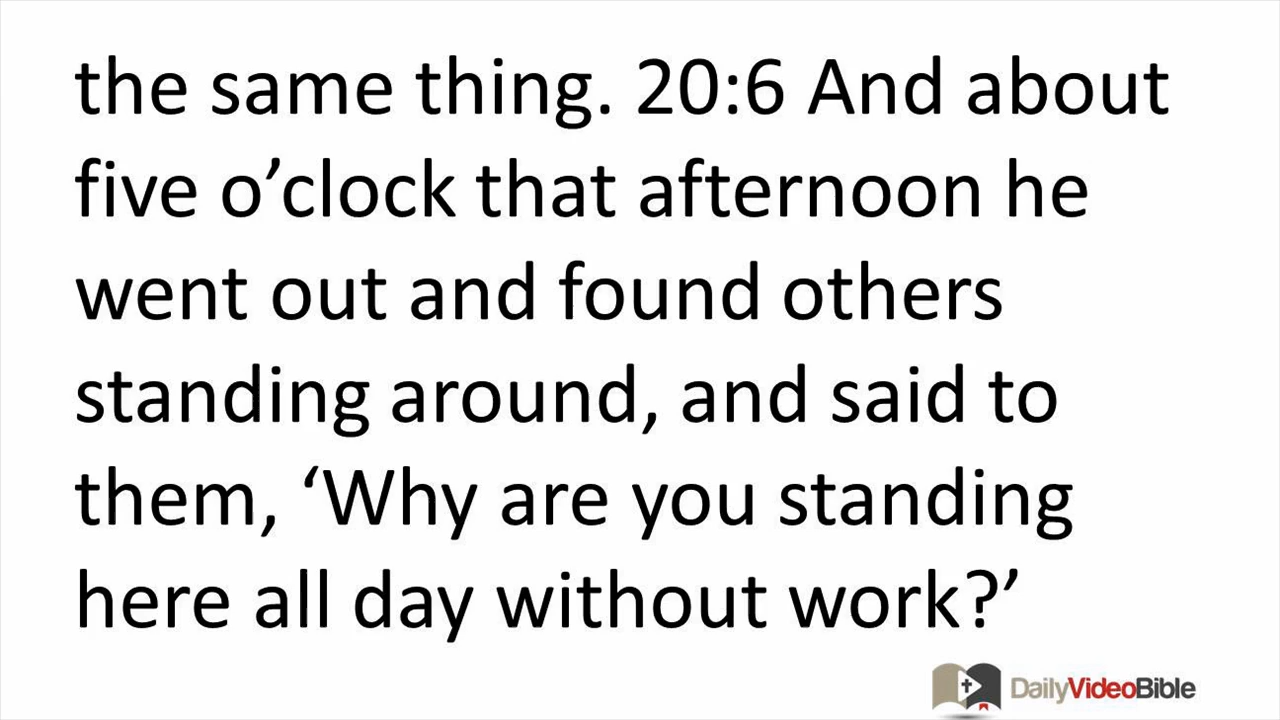 the same thing. 20:6 And about
five o’clock that afternoon he
went out and found others
standing around, and said to
them, ‘Why are you standing
here all day without work?’
DailyVideoBible